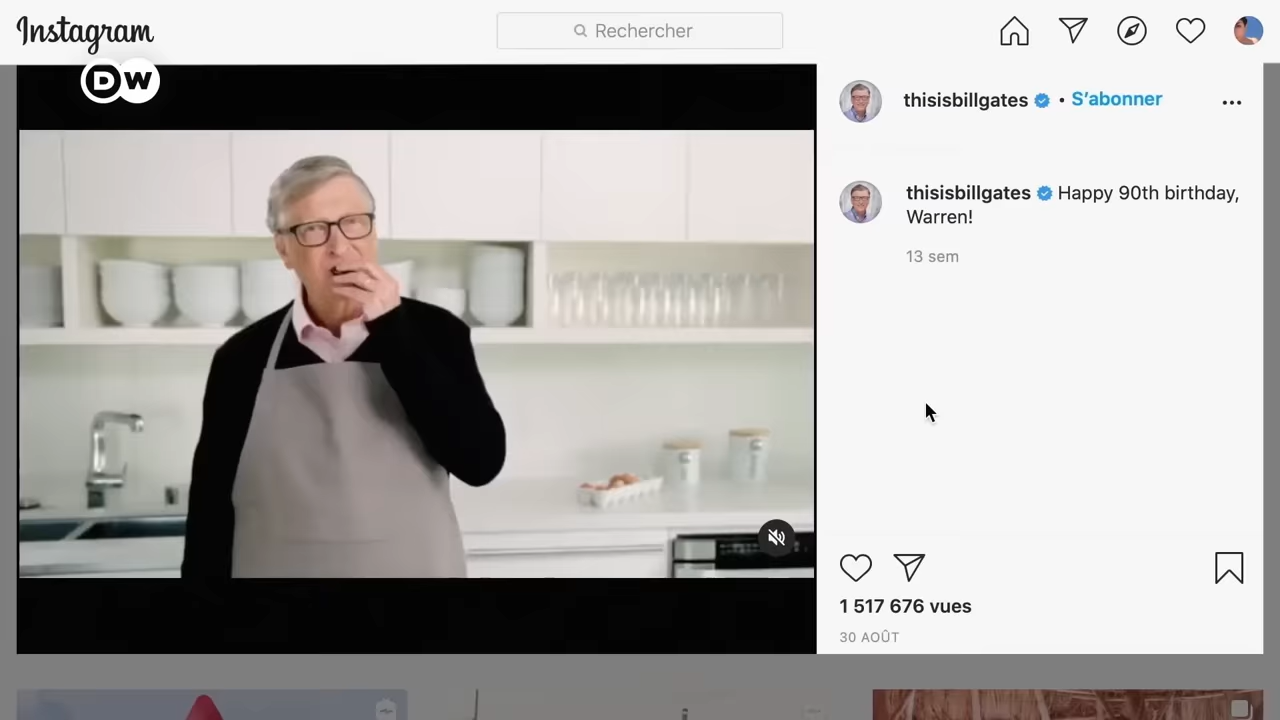 Instagram
Rechercher
DW
thisisbillgates • S'abonner
thisisbillgates Happy 90th birthday,
Warren!
13 sem
1 517 676 vues
30 AOÛT